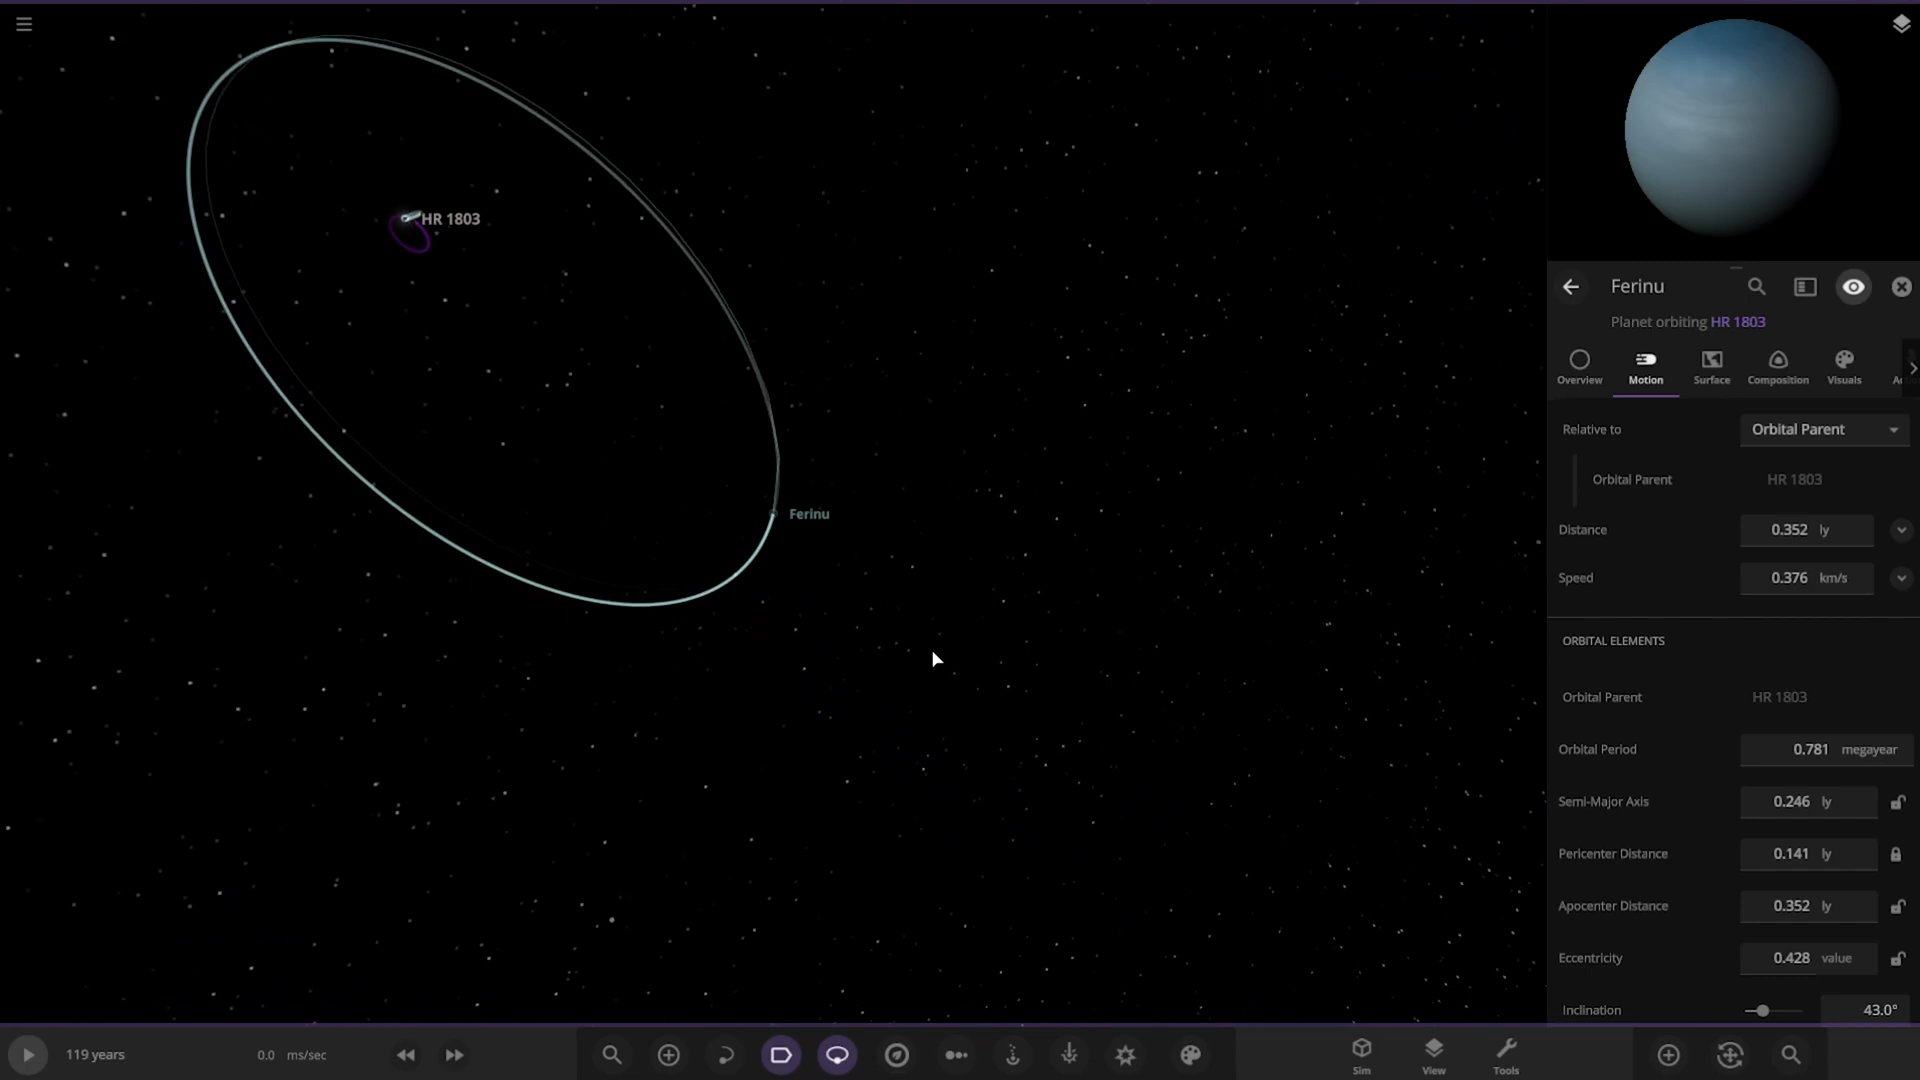 HR 1803
Ferinu
Ferinu
Planet orbiting HR 1803
Overview
Motion
Surface
Composition
Visuals
Relative to Orbital Parent
Orbital Parent HR 1803
Distance 0.352 ly
Speed 0.376 km/s
ORBITAL ELEMENTS
Orbital Parent HR 1803
Orbital Period 0.781 megayear
Semi-Major Axis 0.246 ly
Pericenter Distance 0.141 ly
Apocenter Distance 0.352 ly
Eccentricity 0.428 value
Inclination 43.0°
119 years 0.0 ms/sec
Sim
View
Tools